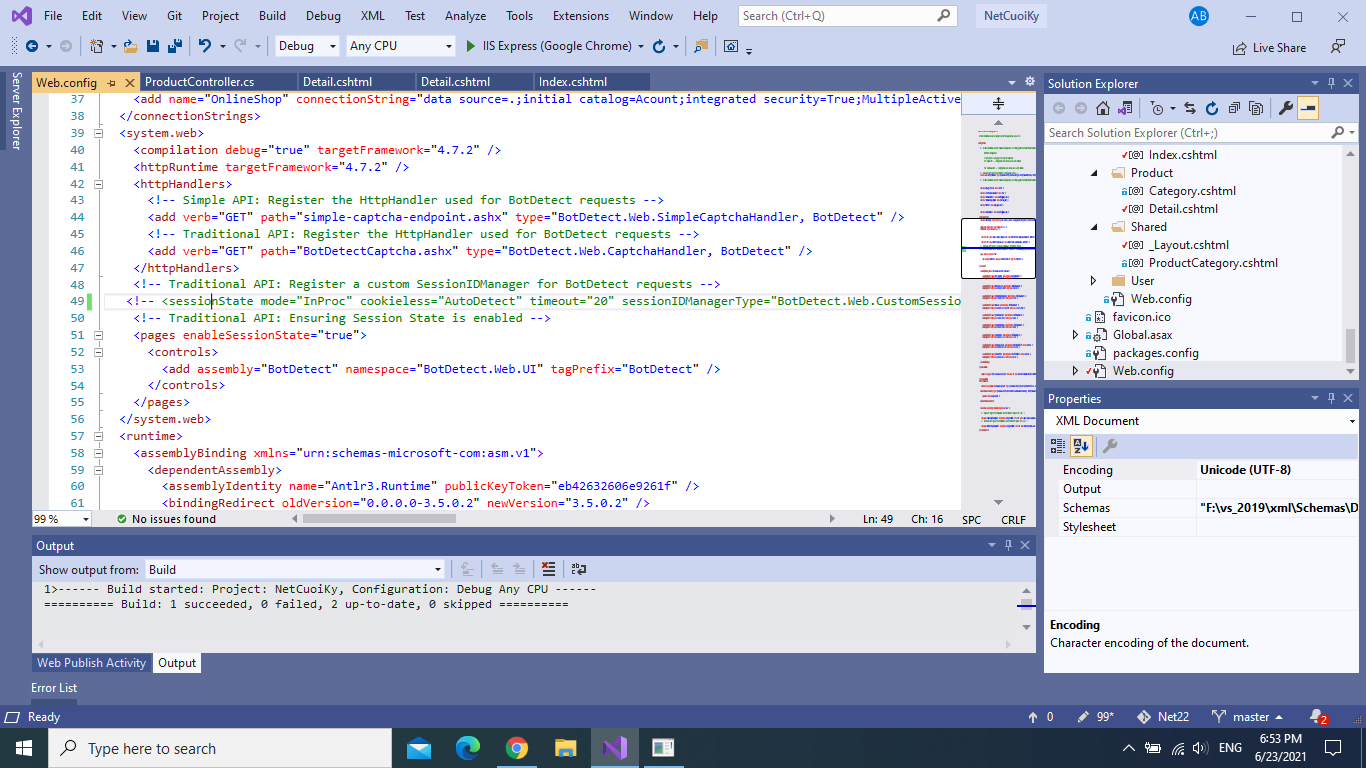 File Edit View Git Project Build Debug XML Test Analyze Tools Extensions Window Help Search (Ctrl+Q) NetCuoiKy AB
Debug Any CPU IIS Express (Google Chrome) Live Share
Server Explorer
Web.config ProductController.cs Detail.cshtml Detail.cshtml Index.cshtml
37 <add name="OnlineShop" connectionString="data source=.;initial catalog=Acount;integrated security=True;MultipleActive
38 </connectionStrings>
39 <system.web>
40 <compilation debug="true" targetFramework="4.7.2" />
41 <httpRuntime targetFramework="4.7.2" />
42 <httpHandlers>
43 <!-- Simple API: Register the HttpHandler used for BotDetect requests -->
44 <add verb="GET" path="simple-captcha-endpoint.ashx" type="BotDetect.Web.SimpleCaptchaHandler, BotDetect" />
45 <!-- Traditional API: Register the HttpHandler used for BotDetect requests -->
46 <add verb="GET" path="BotDetectCaptcha.ashx" type="BotDetect.Web.CaptchaHandler, BotDetect" />
47 </httpHandlers>
48 <!-- Traditional API: Register a custom SessionIDManager for BotDetect requests -->
49 <!-- <sessionState mode="InProc" cookieless="AutoDetect" timeout="20" sessionIDManagerType="BotDetect.Web.CustomSessio
50 <!-- Traditional API: Ensuring Session State is enabled -->
51 <pages enableSessionState="true">
52 <controls>
53 <add assembly="BotDetect" namespace="BotDetect.Web.UI" tagPrefix="BotDetect" />
54 </controls>
55 </pages>
56 </system.web>
57 <runtime>
58 <assemblyBinding xmlns="urn:schemas-microsoft-com:asm.v1">
59 <dependentAssembly>
60 <assemblyIdentity name="Antlr3.Runtime" publicKeyToken="eb42632606e9261f" />
61 <bindingRedirect oldVersion="0.0.0.0-3.5.0.2" newVersion="3.5.0.2" />
99 % No issues found Ln: 49 Ch: 16 SPC CRLF
Output
Show output from: Build
1>------ Build started: Project: NetCuoiKy, Configuration: Debug Any CPU ------
========== Build: 1 succeeded, 0 failed, 2 up-to-date, 0 skipped ==========
Web Publish Activity Output
Error List
Solution Explorer
Search Solution Explorer (Ctrl+;)
Index.cshtml
Product
Category.cshtml
Detail.cshtml
Shared
_Layout.cshtml
ProductCategory.cshtml
User
Web.config
favicon.ico
Global.asax
packages.config
Web.config
Properties
XML Document
Encoding Unicode (UTF-8)
Output
Schemas "F:\vs_2019\xml\Schemas\D
Stylesheet
Encoding
Character encoding of the document.
Ready 0 99* Net22 master 2
Type here to search ENG 6:53 PM
6/23/2021